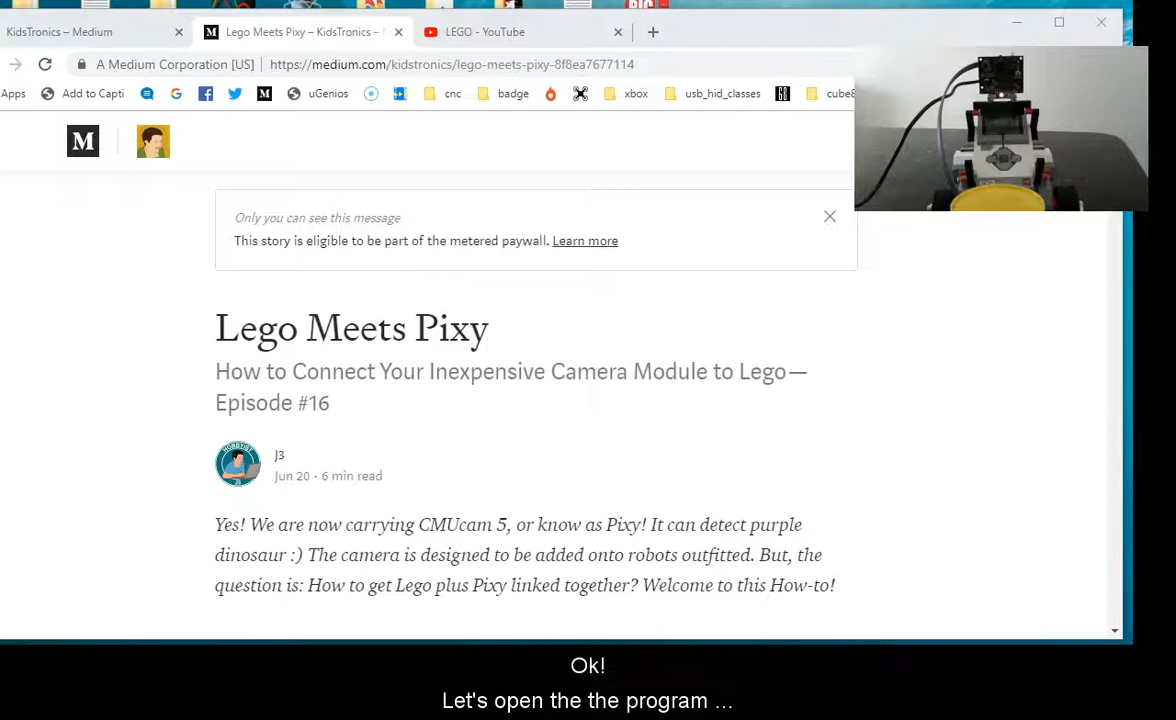 KidsTronics – Medium
Lego Meets Pixy – KidsTronics –
LEGO - YouTube
A Medium Corporation [US] | https://medium.com/kidstronics/lego-meets-pixy-8f8ea7677114
Apps
Add to Capti
uGenios
cnc
badge
xbox
usb_hid_classes
cube8
M
Only you can see this message
This story is eligible to be part of the metered paywall. Learn more
Lego Meets Pixy
How to Connect Your Inexpensive Camera Module to Lego—
Episode #16
J3
Jun 20 · 6 min read
Yes! We are now carrying CMUcam 5, or know as Pixy! It can detect purple
dinosaur :) The camera is designed to be added onto robots outfitted. But, the
question is: How to get Lego plus Pixy linked together? Welcome to this How-to!
Ok!
Let's open the the program ...